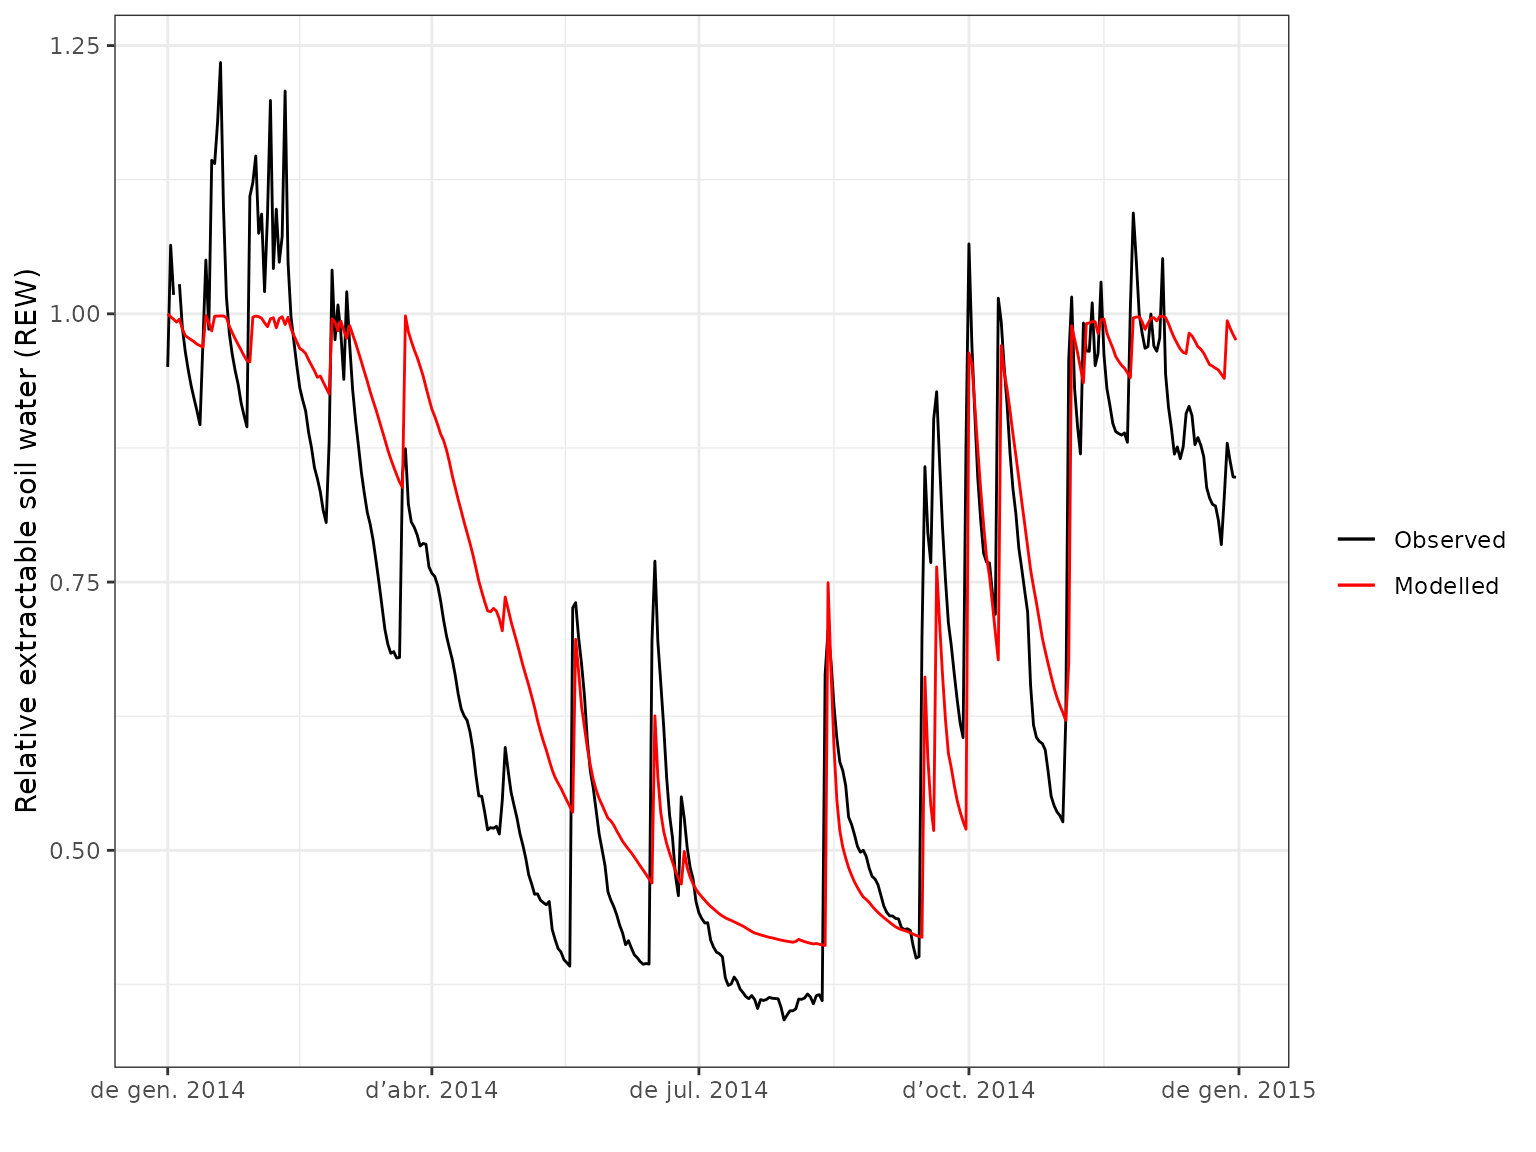 Relative extractable soil water (REW)
1.25
1.00
0.75
0.50
de gen. 2014
d’abr. 2014
de jul. 2014
d’oct. 2014
de gen. 2015
Observed
Modelled